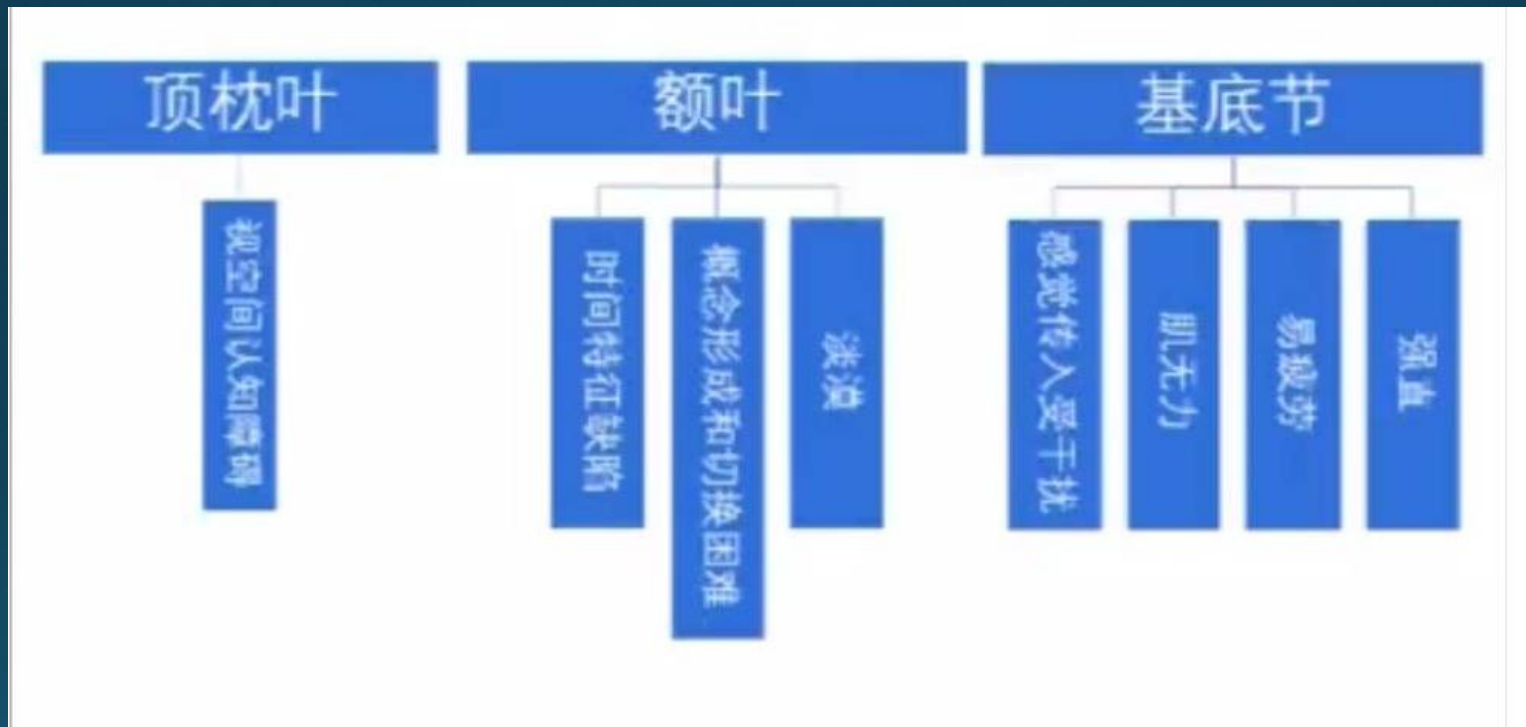 顶枕叶
额叶
基底节
视空间认知障碍
时间特征缺陷
概念形成和切换困难
淡漠
感觉传入受干扰
肌无力
易疲劳
强直